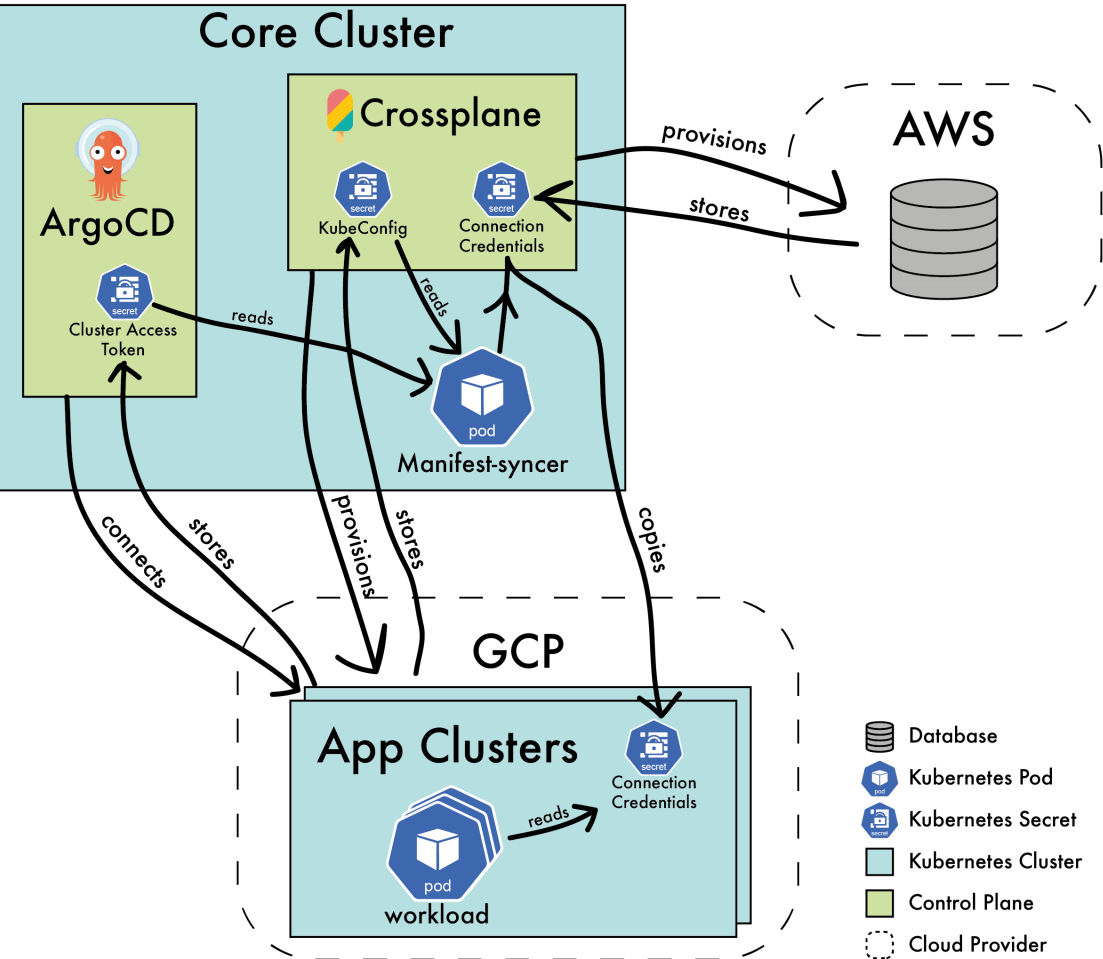 Core Cluster
Crossplane
secret
KubeConfig
secret
Connection
Credentials
ArgoCD
secret
Cluster Access
Token
reads
reads
pod
Manifest-syncer
provisions
stores
AWS
connects
stores
provisions
stores
copies
GCP
App Clusters
secret
Connection
Credentials
reads
pod
workload
Database
pod
Kubernetes Pod
secret
Kubernetes Secret
Kubernetes Cluster
Control Plane
Cloud Provider